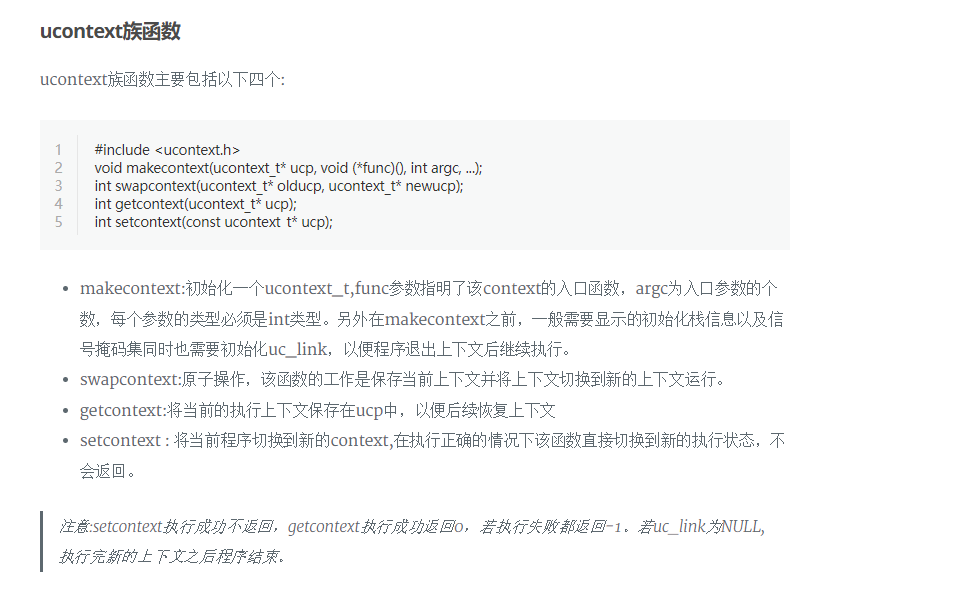 ucontext族函数
ucontext族函数主要包括以下四个:
1 #include <ucontext.h>
2 void makecontext(ucontext_t* ucp, void (*func)(), int argc, ...);
3 int swapcontext(ucontext_t* olducp, ucontext_t* newucp);
4 int getcontext(ucontext_t* ucp);
5 int setcontext(const ucontext t* ucp);
• makecontext:初始化一个ucontext_t,func参数指明了该context的入口函数，argc为入口参数的个
数，每个参数的类型必须是int类型。另外在makecontext之前，一般需要显示的初始化栈信息以及信
号掩码集同时也需要初始化uc_link，以便程序退出上下文后继续执行。
• swapcontext:原子操作，该函数的工作是保存当前上下文并将上下文切换到新的上下文运行。
• getcontext:将当前的执行上下文保存在ucp中，以便后续恢复上下文
• setcontext : 将当前程序切换到新的context,在执行正确的情况下该函数直接切换到新的执行状态，不
会返回。
注意:setcontext执行成功不返回，getcontext执行成功返回0，若执行失败都返回-1。若uc_link为NULL,
执行完新的上下文之后程序结束。